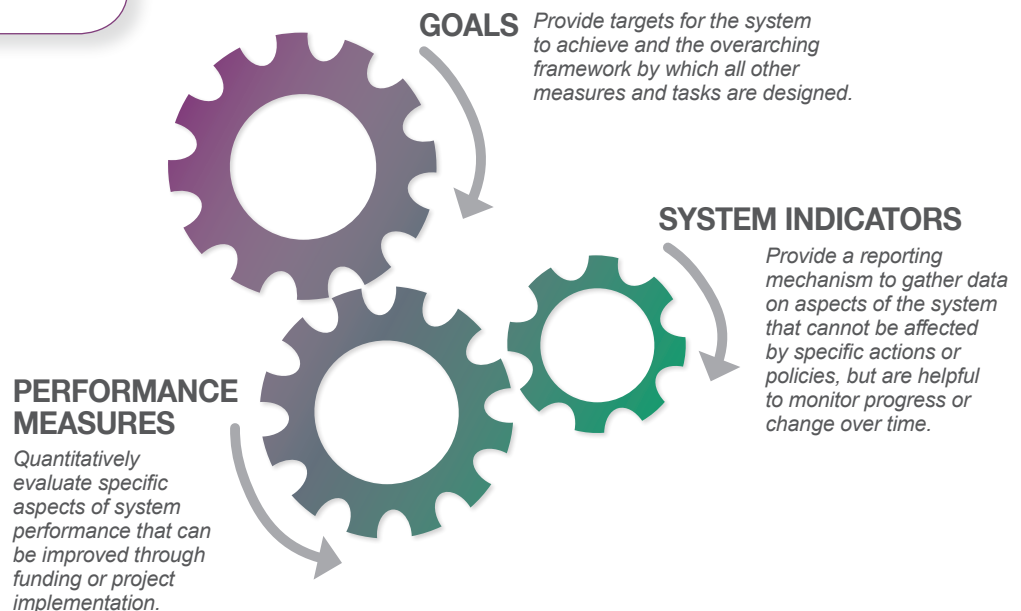 GOALS
Provide targets for the system
to achieve and the overarching
framework by which all other
measures and tasks are designed.
SYSTEM INDICATORS
Provide a reporting
mechanism to gather data
on aspects of the system
that cannot be affected
by specific actions or
policies, but are helpful
to monitor progress or
change over time.
PERFORMANCE
MEASURES
Quantitatively
evaluate specific
aspects of system
performance that can
be improved through
funding or project
implementation.